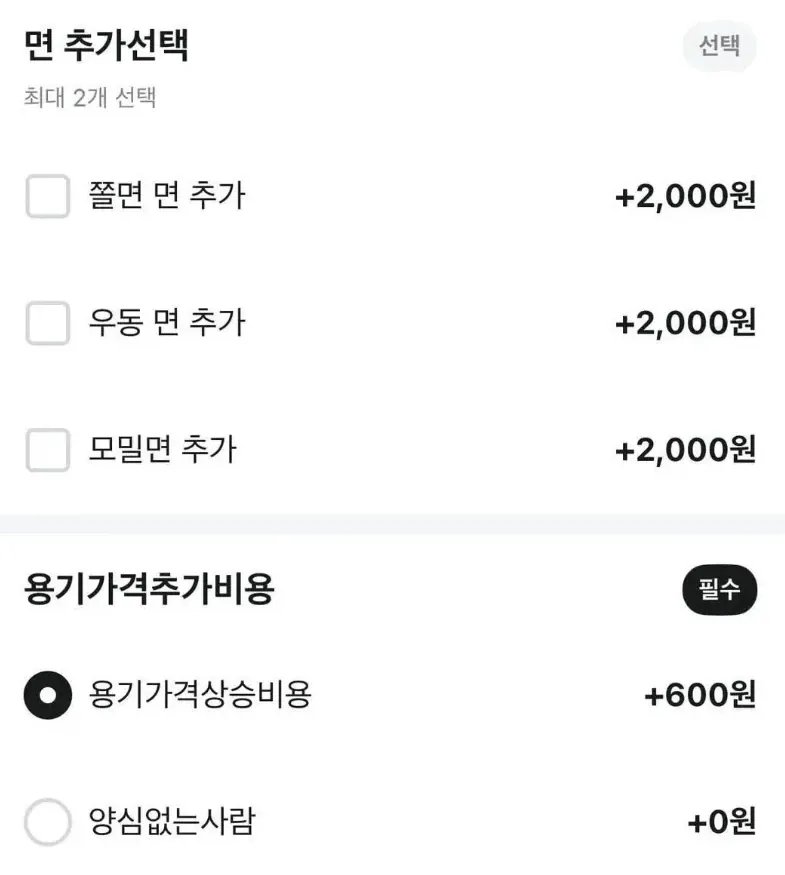 면 추가선택 선택
최대 2개 선택
쫄면 면 추가 +2,000원
우동 면 추가 +2,000원
모밀면 추가 +2,000원
용기가격추가비용 필수
용기가격상승비용 +600원
양심없는사람 +0원